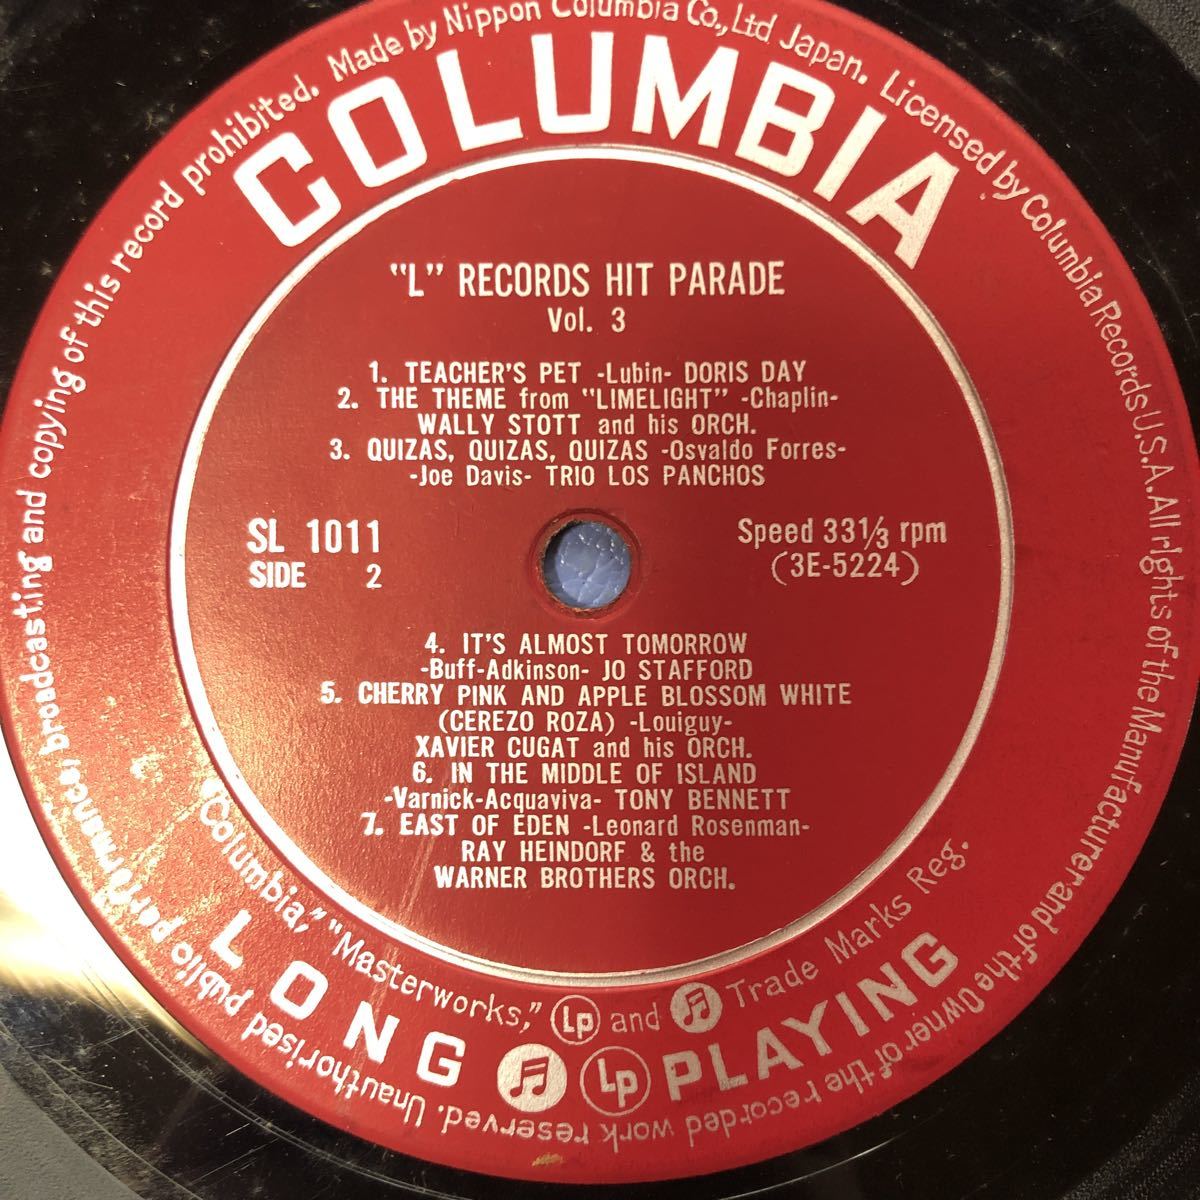 Made by Nippon Columbia Co., Ltd Japan. Licensed by Columbia Records U.S.A. All rights of the Manufacturer and of the Owner of the recorded work reserved. Unauthorised public performance, broadcasting and copying of this record prohibited.
COLUMBIA
"L" RECORDS HIT PARADE
Vol. 3
1. TEACHER'S PET -Lubin- DORIS DAY
2. THE THEME from "LIMELIGHT" -Chaplin-
WALLY STOTT and his ORCH.
3. QUIZAS, QUIZAS, QUIZAS -Osvaldo Forres-
-Joe Davis- TRIO LOS PANCHOS
SL 1011
SIDE 2
Speed 33⅓ rpm
(3E-5224)
4. IT'S ALMOST TOMORROW
-Buff-Adkinson- JO STAFFORD
5. CHERRY PINK AND APPLE BLOSSOM WHITE
(CEREZO ROZA) -Louiguy-
XAVIER CUGAT and his ORCH.
6. IN THE MIDDLE OF ISLAND
-Varnick-Acquaviva- TONY BENNETT
7. EAST OF EDEN -Leonard Rosenman-
RAY HEINDORF & the
WARNER BROTHERS ORCH.
"Columbia," "Masterworks," Lp and Trade Marks Reg.
LONG Lp PLAYING